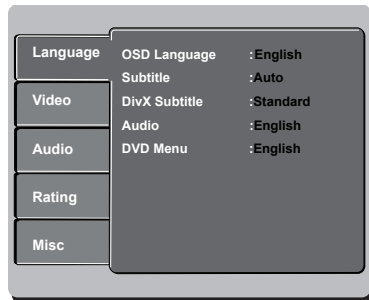 Language
Video
Audio
Rating
Misc
OSD Language :English
Subtitle :Auto
DivX Subtitle :Standard
Audio :English
DVD Menu :English